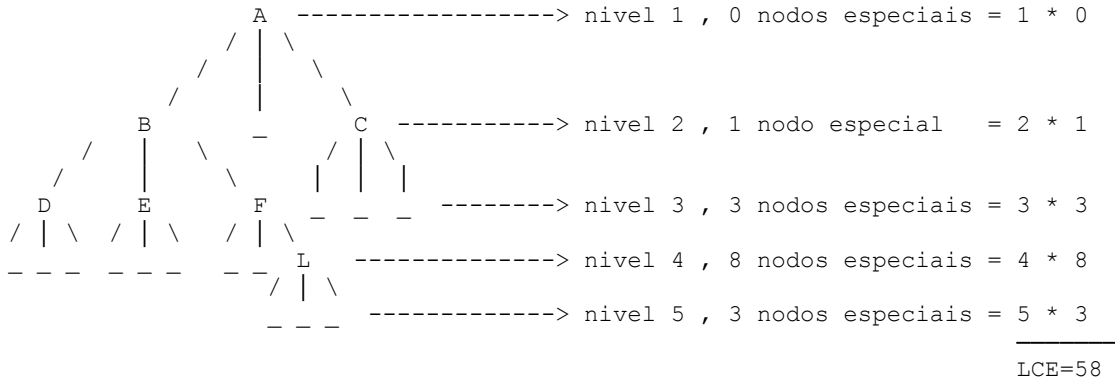 A ------------------> nivel 1 , 0 nodos especiais = 1 * 0
/ | \
/ | \
/ | \
B _ C -----------> nivel 2 , 1 nodo especial = 2 * 1
/ | \ / | \
/ | \ | | |
D E F _ _ _ --------> nivel 3 , 3 nodos especiais = 3 * 3
/ | \ / | \ / | \
_ _ _ _ _ _ _ _ L --------------> nivel 4 , 8 nodos especiais = 4 * 8
/ | \
_ _ _ -------------> nivel 5 , 3 nodos especiais = 5 * 3
LCE=58